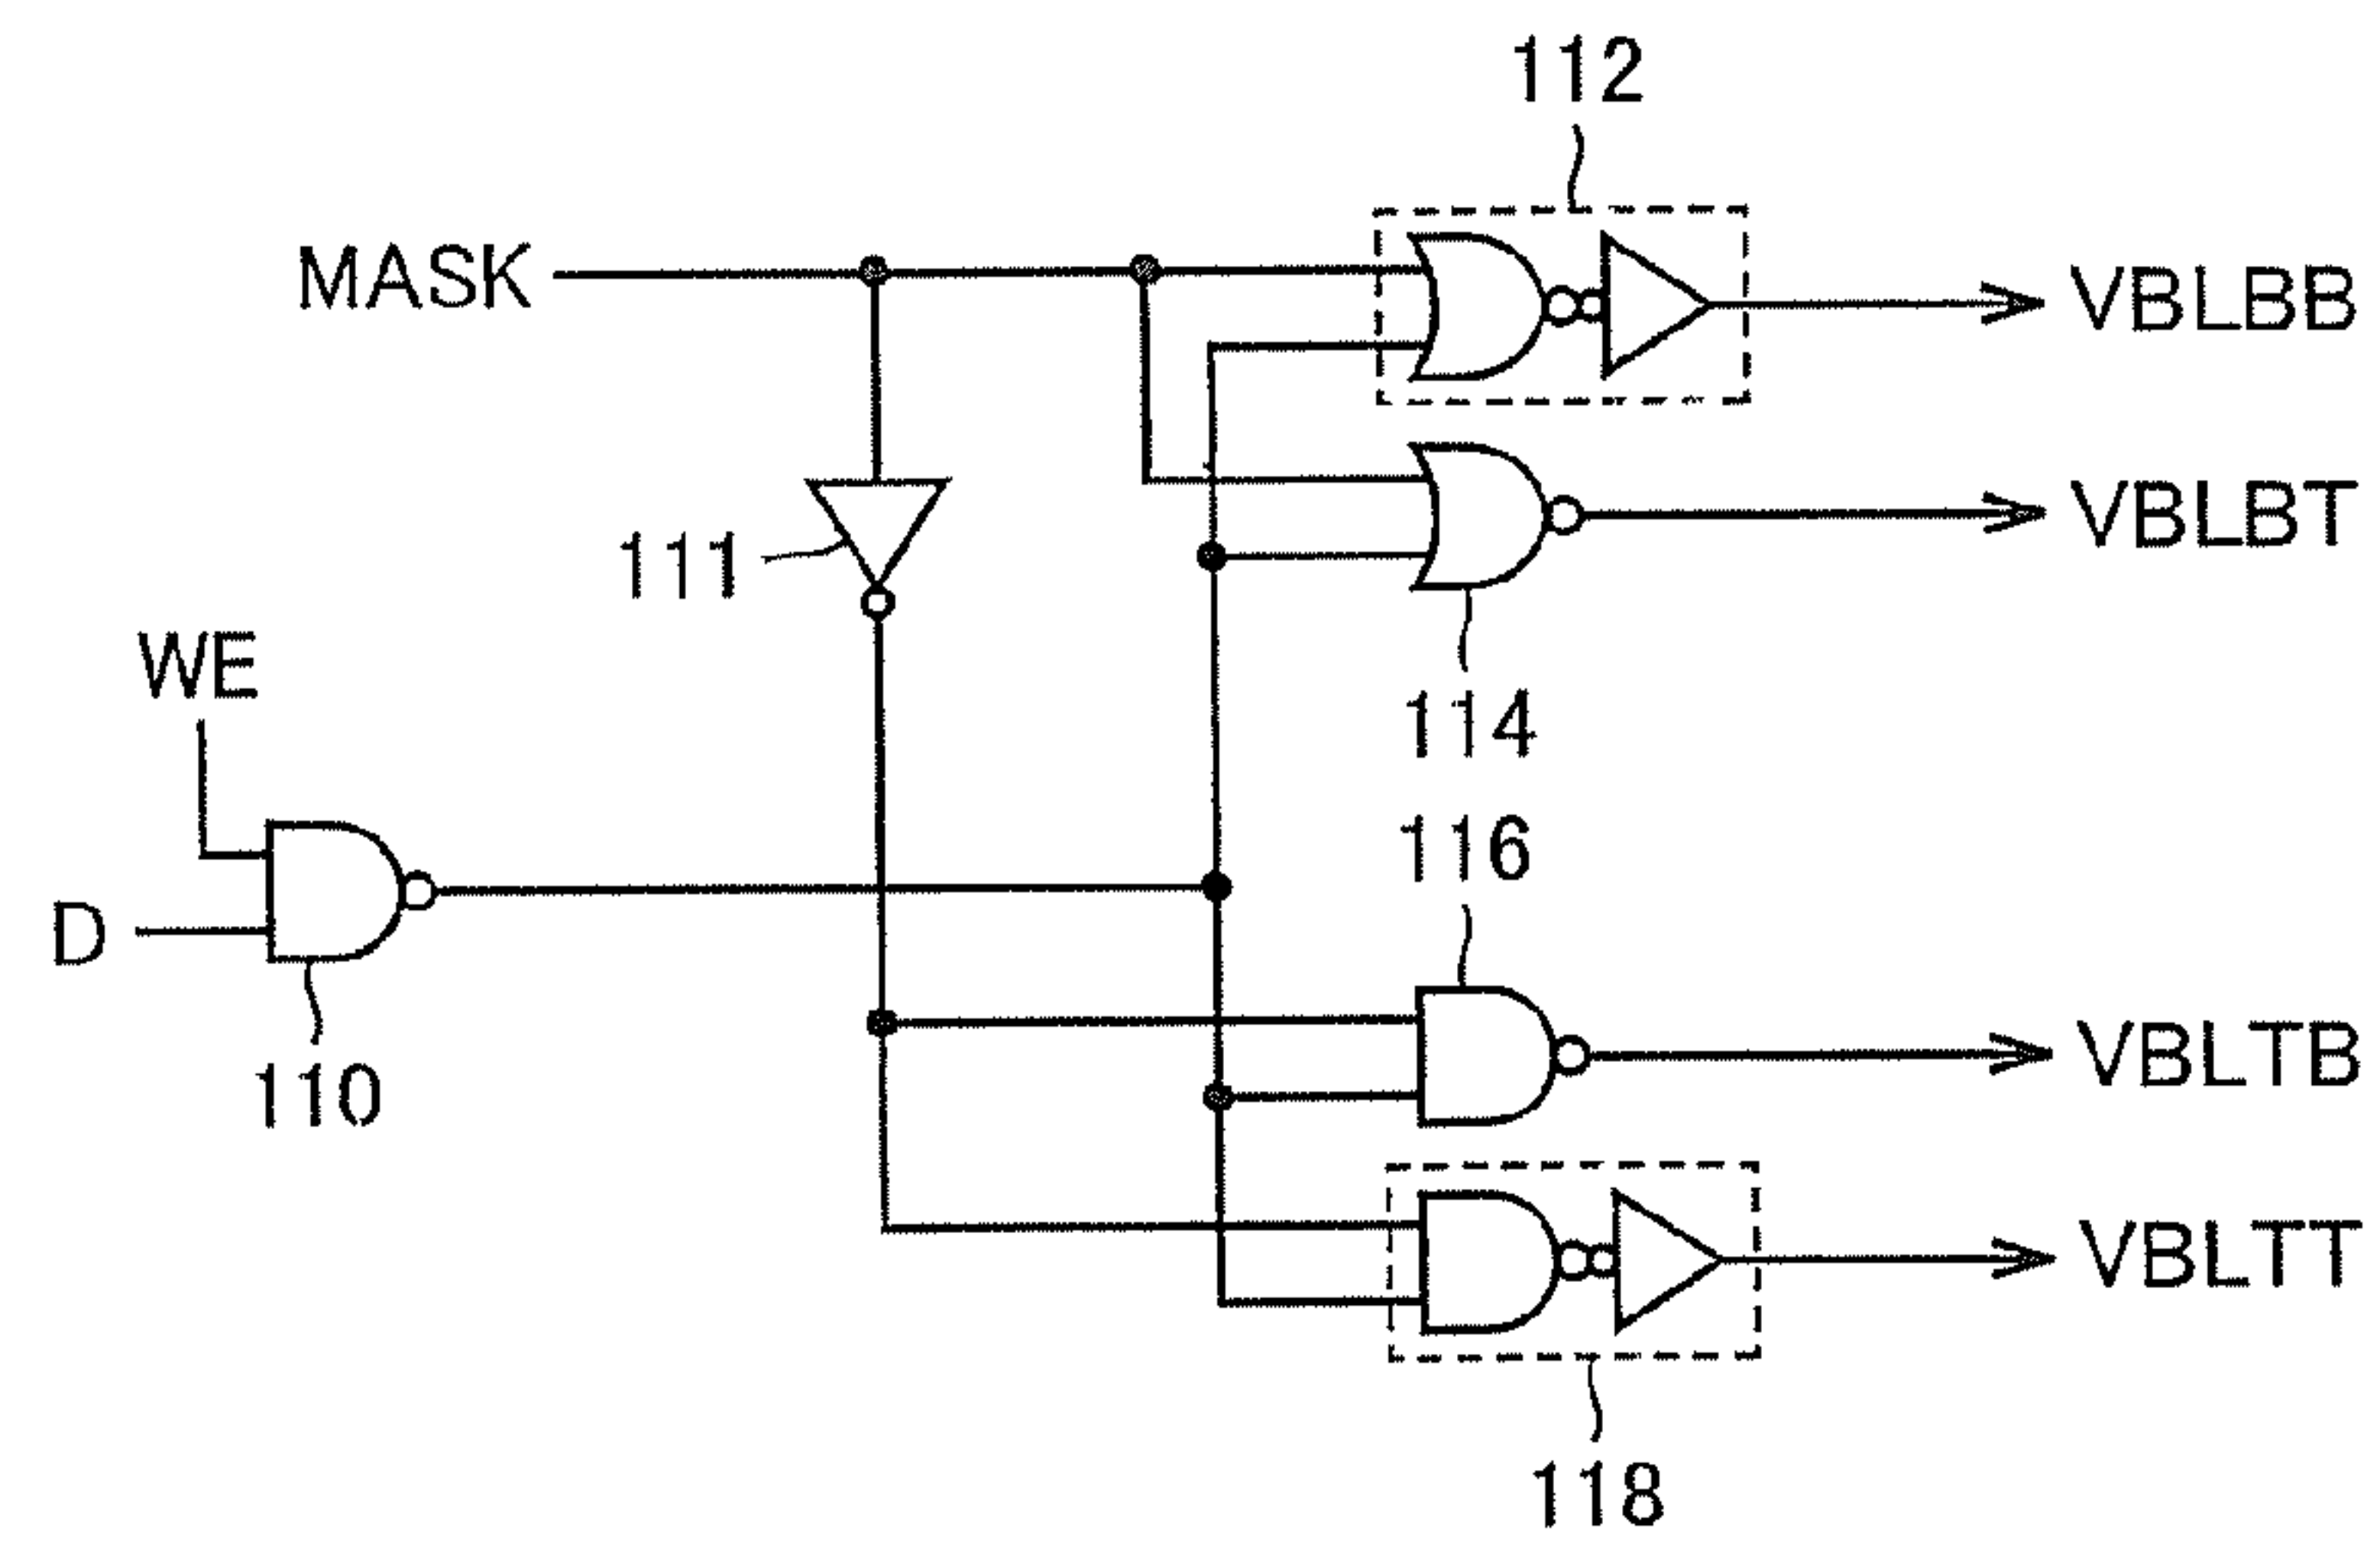 112
MASK
VBLBB
VBLBT
111
WE
114
116
D
110
VBLTB
VBLTT
118